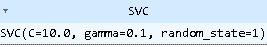 SVC
SVC(C=10.0, gamma=0.1, random_state=1)